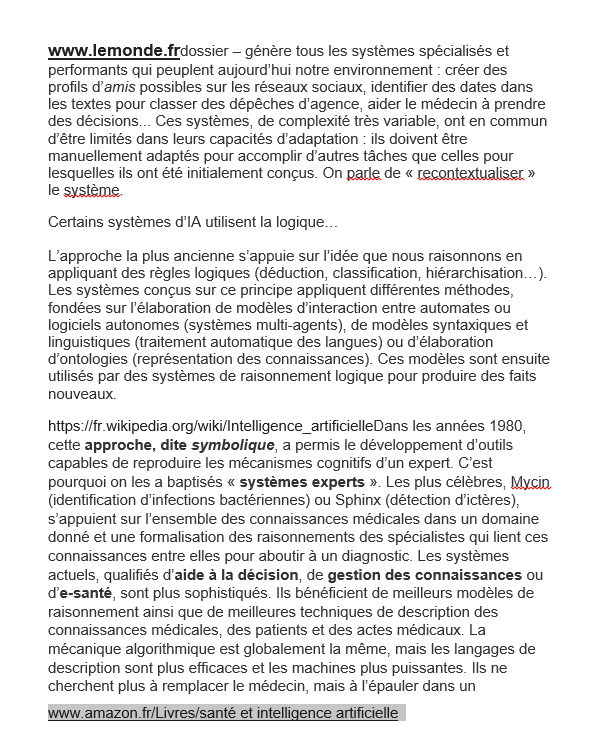 www.lemonde.frdossier – génère tous les systèmes spécialisés et
performants qui peuplent aujourd’hui notre environnement : créer des
profils d’amis possibles sur les réseaux sociaux, identifier des dates dans
les textes pour classer des dépêches d’agence, aider le médecin à prendre
des décisions... Ces systèmes, de complexité très variable, ont en commun
d’être limités dans leurs capacités d’adaptation : ils doivent être
manuellement adaptés pour accomplir d’autres tâches que celles pour
lesquelles ils ont été initialement conçus. On parle de « recontextualiser »
le système.
Certains systèmes d’IA utilisent la logique…
L’approche la plus ancienne s’appuie sur l’idée que nous raisonnons en
appliquant des règles logiques (déduction, classification, hiérarchisation…).
Les systèmes conçus sur ce principe appliquent différentes méthodes,
fondées sur l’élaboration de modèles d’interaction entre automates ou
logiciels autonomes (systèmes multi-agents), de modèles syntaxiques et
linguistiques (traitement automatique des langues) ou d’élaboration
d’ontologies (représentation des connaissances). Ces modèles sont ensuite
utilisés par des systèmes de raisonnement logique pour produire des faits
nouveaux.
https://fr.wikipedia.org/wiki/Intelligence_artificielleDans les années 1980,
cette approche, dite symbolique, a permis le développement d’outils
capables de reproduire les mécanismes cognitifs d’un expert. C’est
pourquoi on les a baptisés « systèmes experts ». Les plus célèbres, Mycin
(identification d’infections bactériennes) ou Sphinx (détection d’ictères),
s’appuient sur l’ensemble des connaissances médicales dans un domaine
donné et une formalisation des raisonnements des spécialistes qui lient ces
connaissances entre elles pour aboutir à un diagnostic. Les systèmes
actuels, qualifiés d’aide à la décision, de gestion des connaissances ou
d’e-santé, sont plus sophistiqués. Ils bénéficient de meilleurs modèles de
raisonnement ainsi que de meilleures techniques de description des
connaissances médicales, des patients et des actes médicaux. La
mécanique algorithmique est globalement la même, mais les langages de
description sont plus efficaces et les machines plus puissantes. Ils ne
cherchent plus à remplacer le médecin, mais à l’épauler dans un
www.amazon.fr/Livres/santé et intelligence artificielle